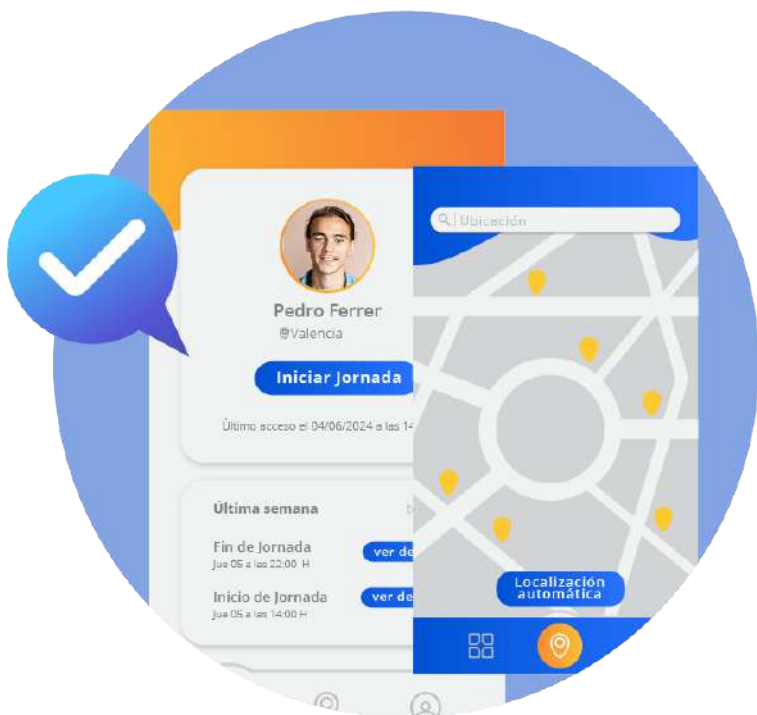 Pedro Ferrer
@Valencia
Iniciar Jornada
Último acceso el 04/06/2024 a las 14
Última semana
Fin de Jornada
ver de
Jue 05 a las 22:00 H
Inicio de Jornada
ver de
Jue 05 a las 14:00 H
Ubicación
Localización
automática